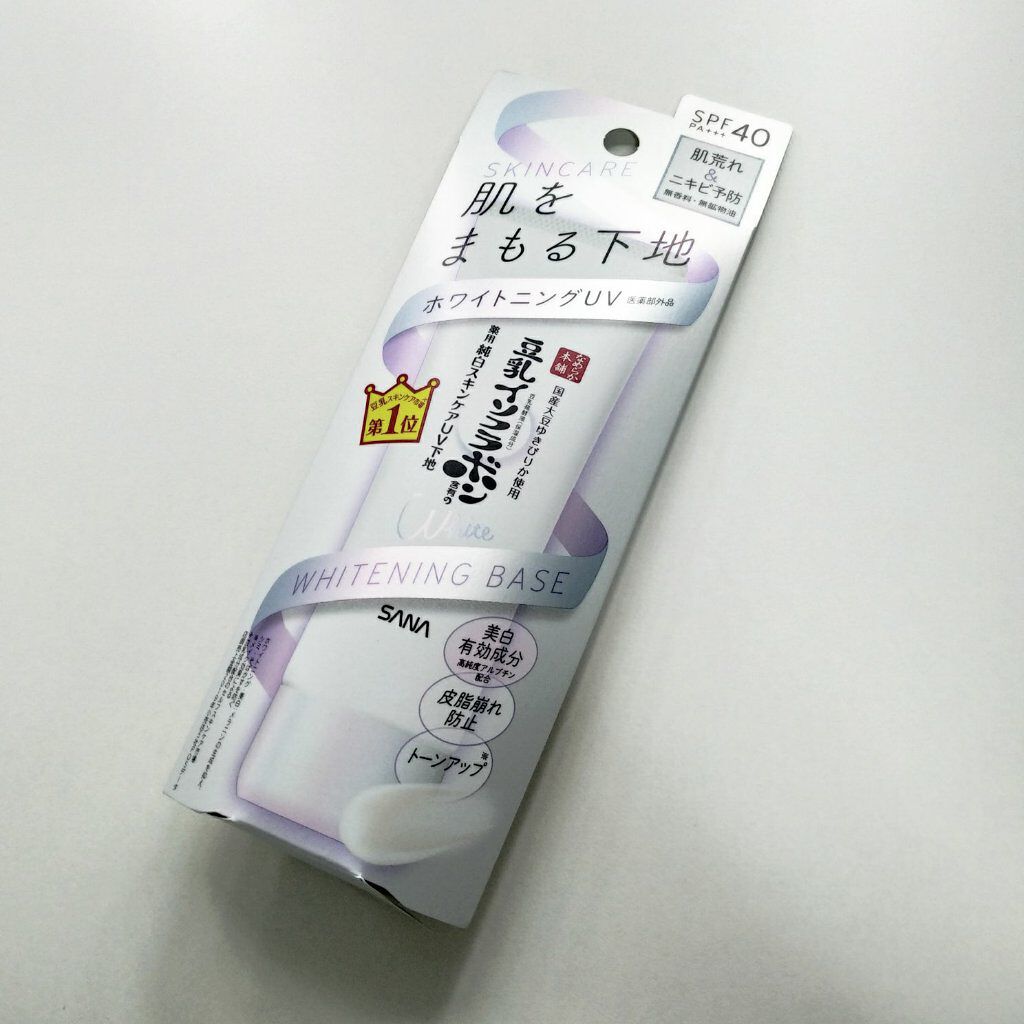 SPF40
PA+++
肌荒れ
&
ニキビ予防
無香料・無鉱物油
SKINCARE
肌を
まもる下地
ホワイトニングUV 医薬部外品
なめらか
本舗
国産大豆ゆきぴりか使用
豆乳イソフラボン
含有の
薬用 純白スキンケアUV下地
豆乳スキンケア市場
第1位
White
WHITENING BASE
SANA
美白
有効成分
高純度アルブチン
配合
皮脂崩れ
防止
トーンアップ※